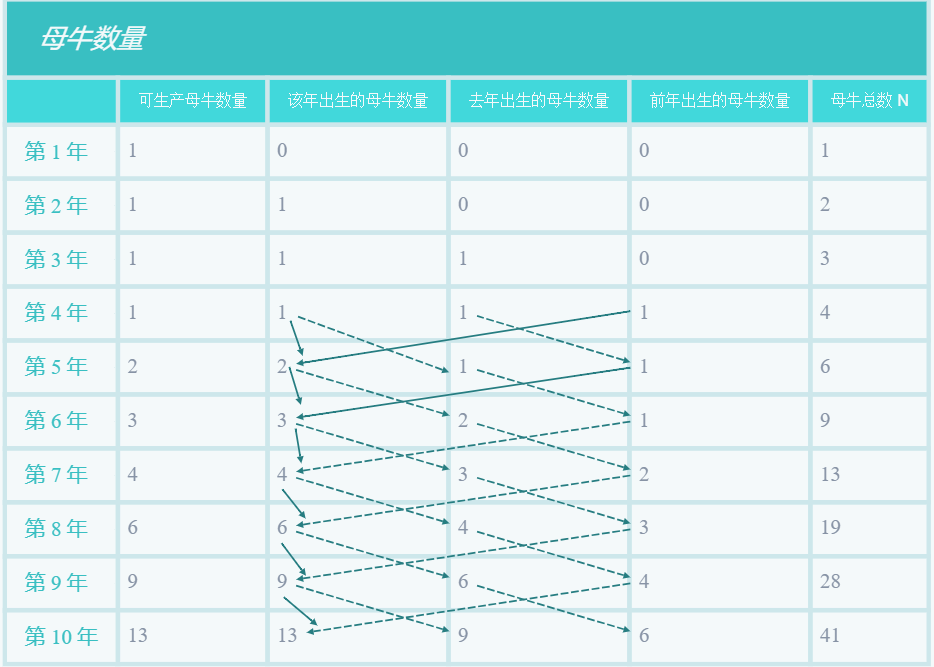 母牛数量
可生产母牛数量 该年出生的母牛数量 去年出生的母牛数量 前年出生的母牛数量 母牛总数 N
第 1 年 1 0 0 0 1
第 2 年 1 1 0 0 2
第 3 年 1 1 1 0 3
第 4 年 1 1 1 1 4
第 5 年 2 2 1 1 6
第 6 年 3 3 2 1 9
第 7 年 4 4 3 2 13
第 8 年 6 6 4 3 19
第 9 年 9 9 6 4 28
第 10 年 13 13 9 6 41